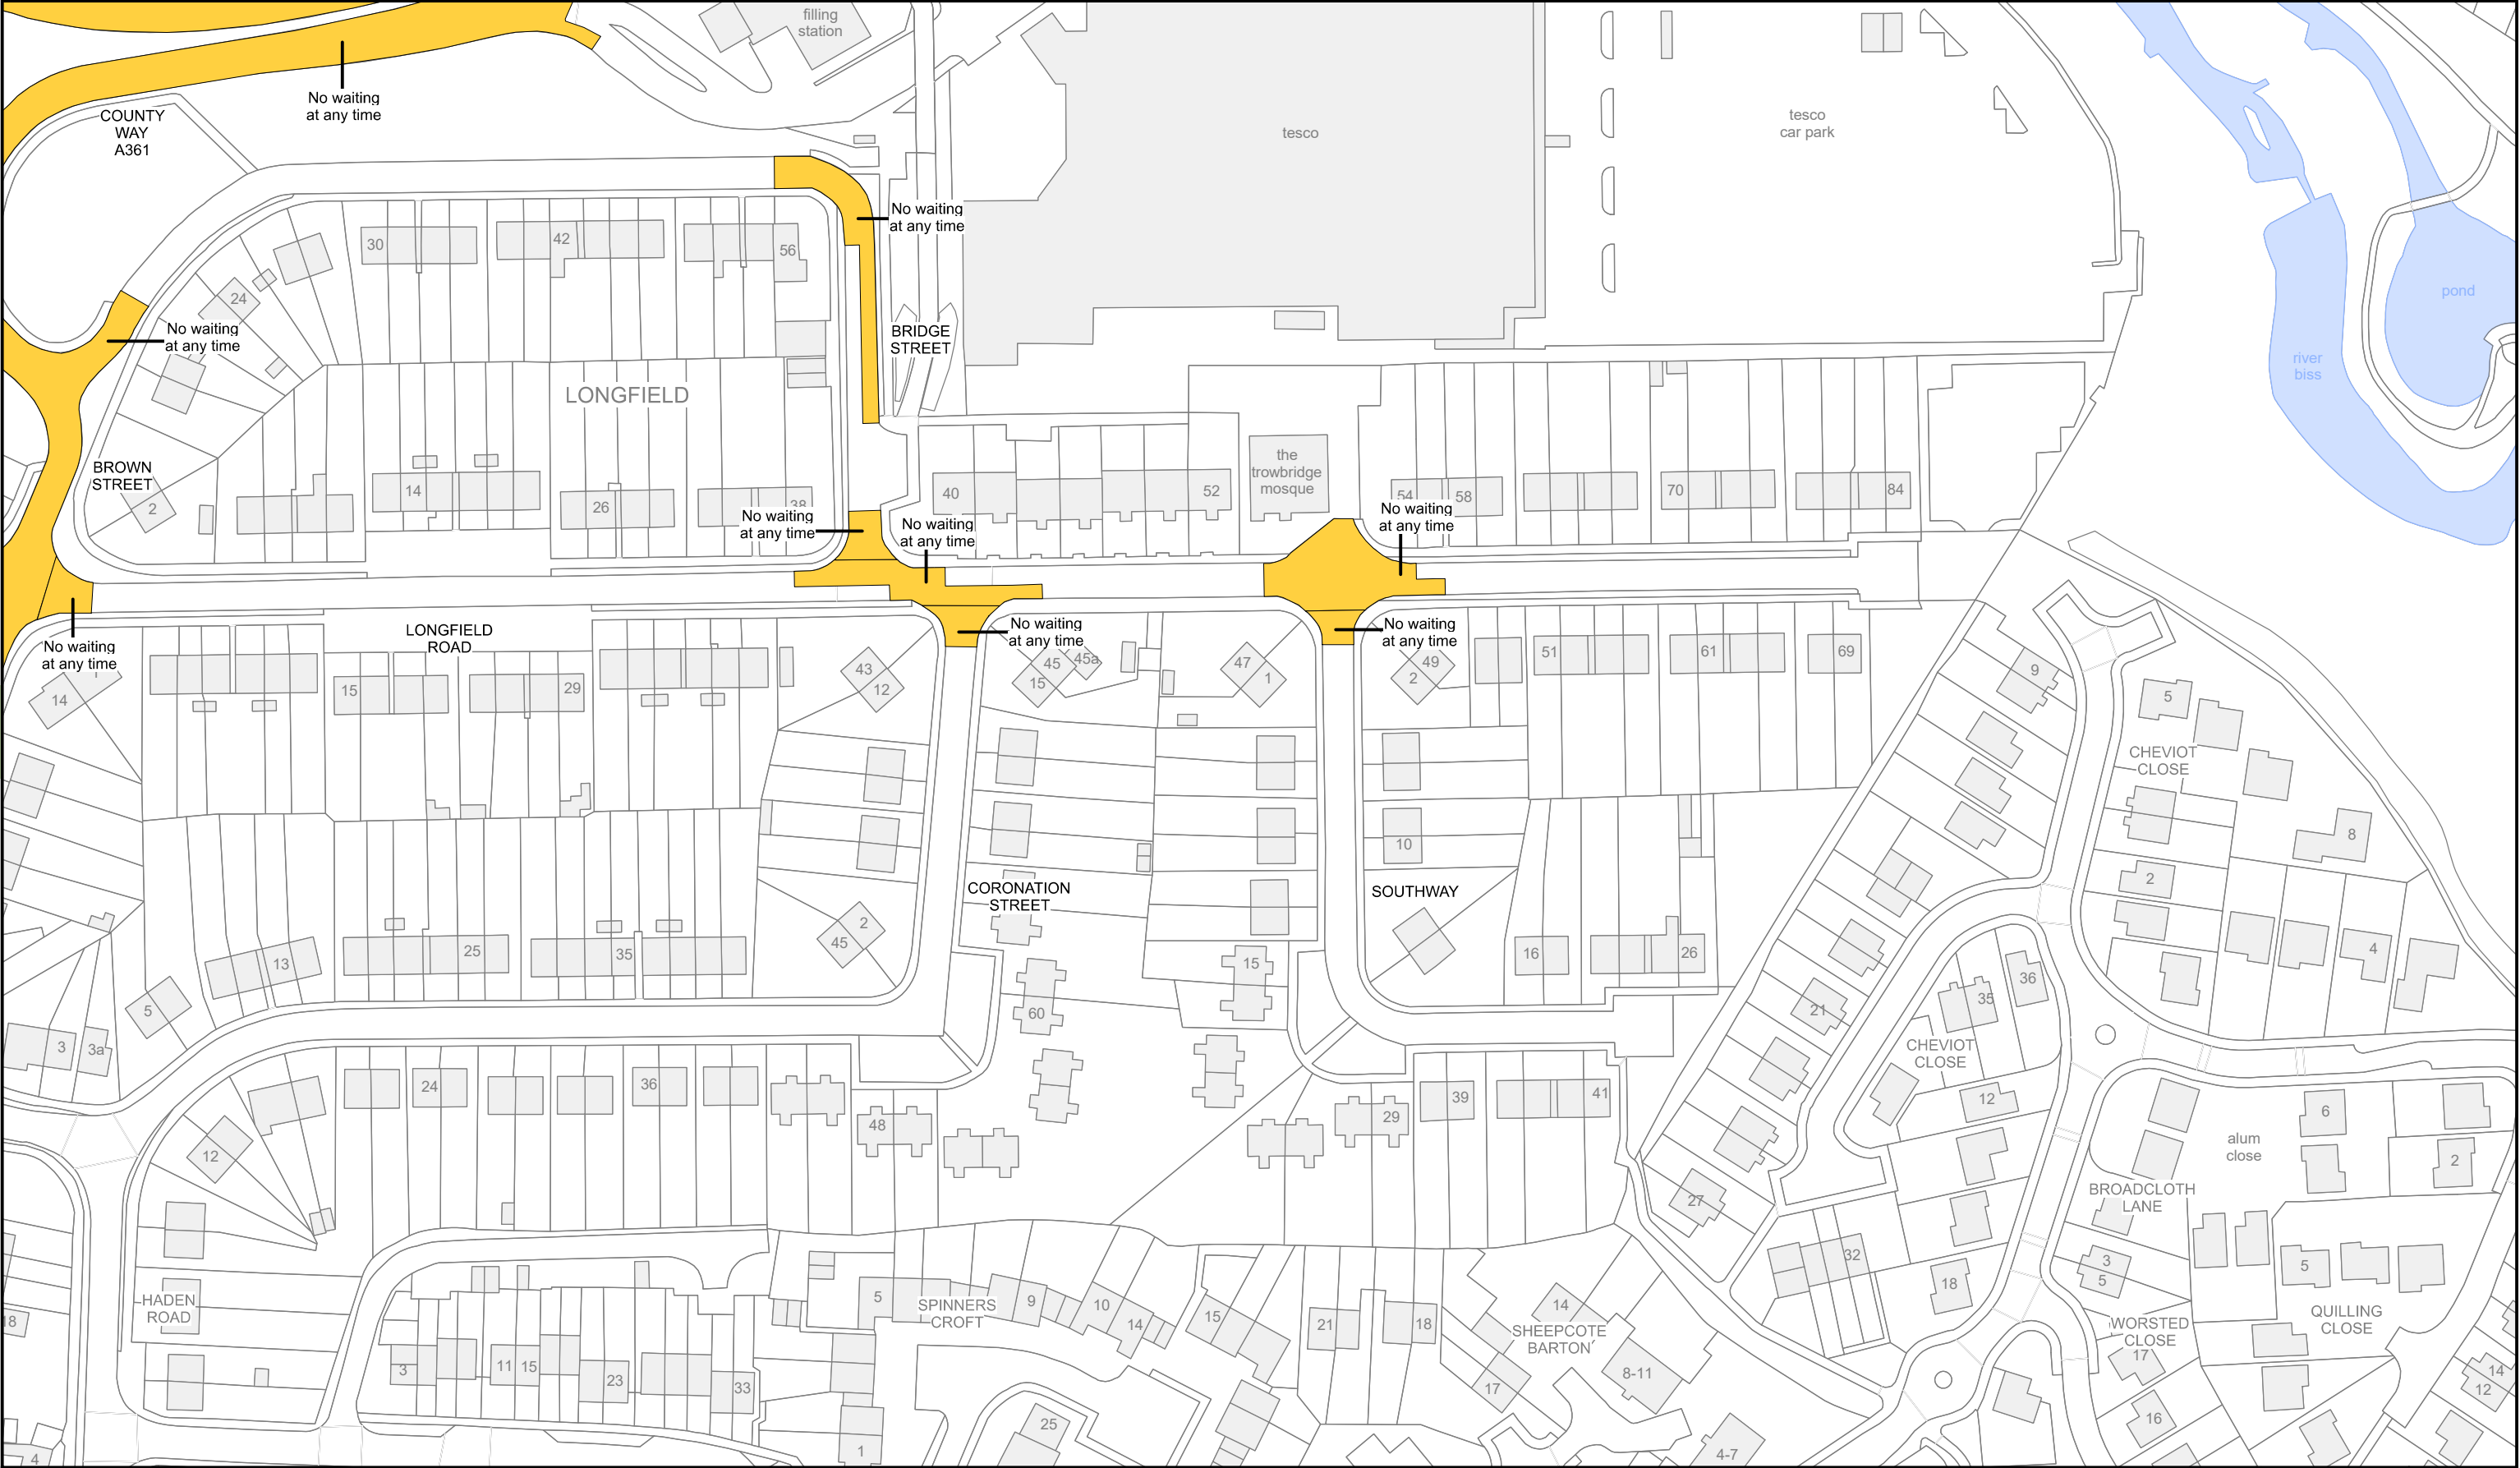 filling
station
No waiting
at any time
COUNTY
WAY
A361
tesco
tesco
car park
No waiting
at any time
30
42
56
24
pond
No waiting
at any time
BRIDGE
STREET
river
biss
LONGFIELD
BROWN
STREET
2
14
26
38
40
52
the
trowbridge
mosque
54
58
70
84
No waiting
at any time
No waiting
at any time
No waiting
at any time
No waiting
at any time
LONGFIELD
ROAD
No waiting
at any time
No waiting
at any time
14
15
29
43
12
45
45a
15
47
1
49
2
51
61
69
9
5
CHEVIOT
CLOSE
8
10
2
CORONATION
STREET
SOUTHWAY
2
45
13
25
35
16
26
4
15
36
35
5
60
21
3
3a
CHEVIOT
CLOSE
24
36
39
41
12
6
48
29
alum
close
12
2
BROADCLOTH
LANE
27
32
3
5
5
18
HADEN
ROAD
18
5
SPINNERS
CROFT
9
10
14
15
21
18
14
SHEEPCOTE
BARTON
QUILLING
CLOSE
WORSTED
CLOSE
17
3
11
15
23
33
17
8-11
14
12
16
25
1
4-7
4